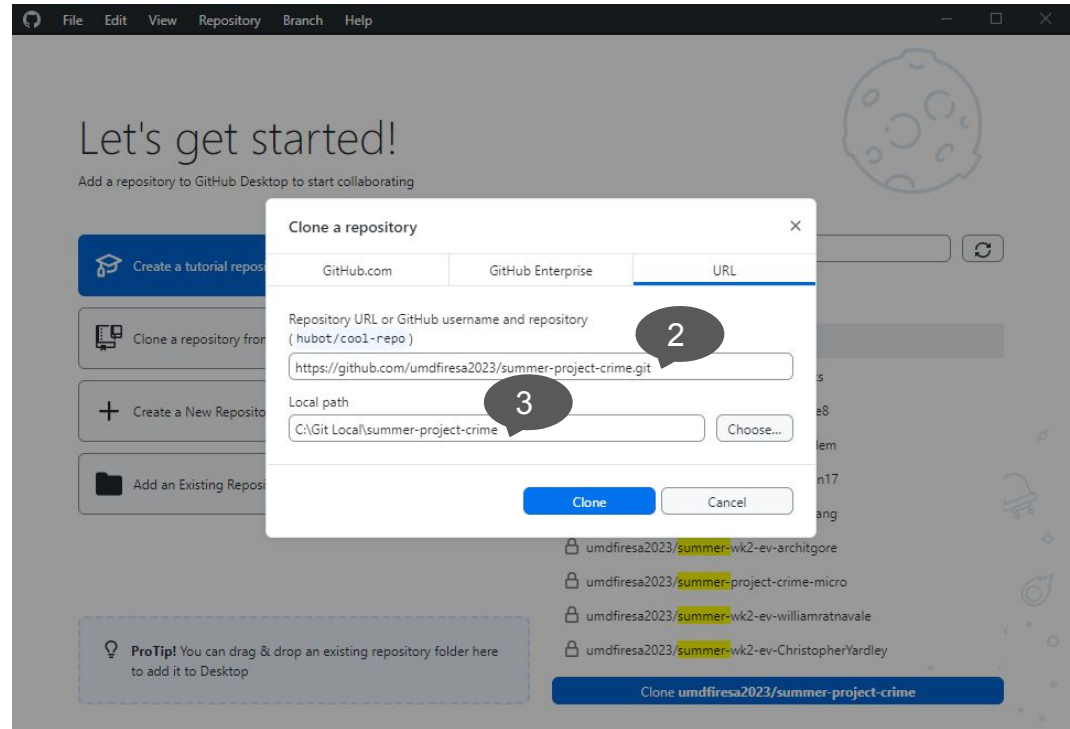 File Edit View Repository Branch Help
Let's get started!
Add a repository to GitHub Desktop to start collaborating
Create a tutorial reposi
Clone a repository fron
Create a New Reposito
Add an Existing Reposi
ProTip! You can drag & drop an existing repository folder here
to add it to Desktop
Clone a repository
GitHub.com GitHub Enterprise URL
Repository URL or GitHub username and repository
(hubot/cool-repo)
2
https://github.com/umdfiresa2023/summer-project-crime.git
Local path
3
C:\Git Local\summer-project-crime
Choose...
Clone Cancel
ts
e8
lem
n17
ang
umdfiresa2023/summer-wk2-ev-architgore
umdfiresa2023/summer-project-crime-micro
umdfiresa2023/summer-wk2-ev-williamratnavale
umdfiresa2023/summer-wk2-ev-ChristopherYardley
Clone umdfiresa2023/summer-project-crime